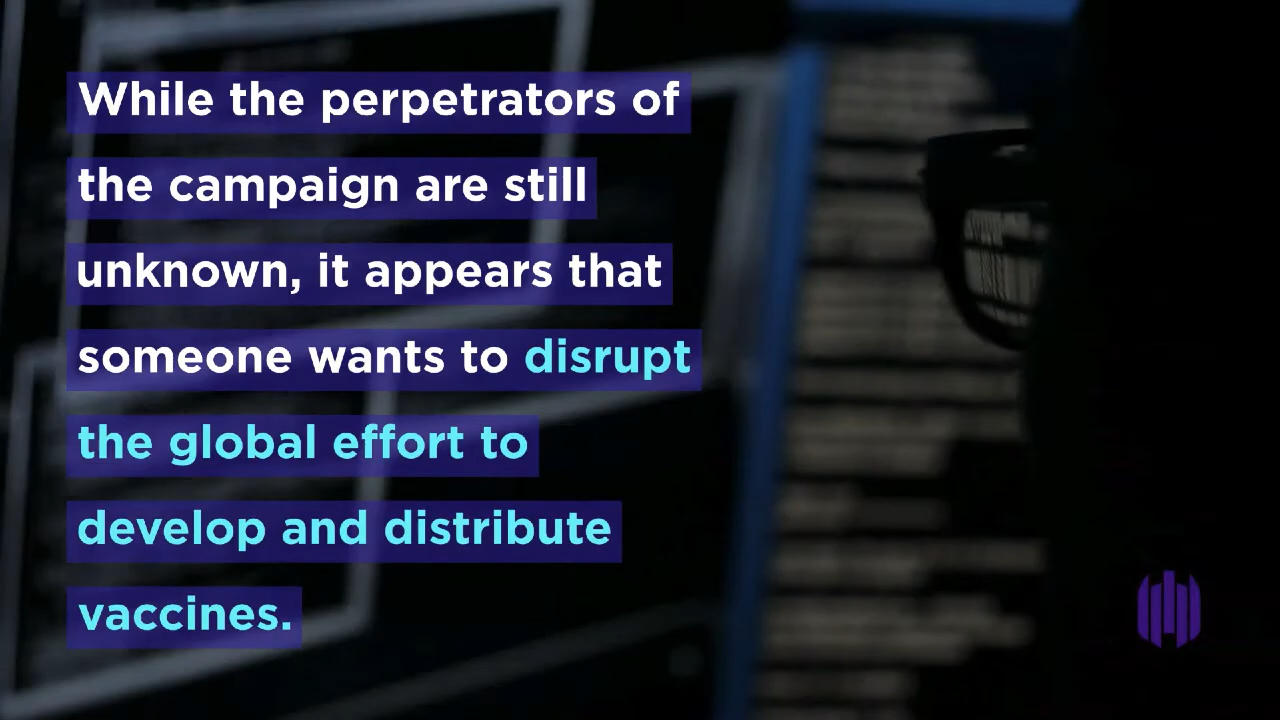 While the perpetrators of
the campaign are still
unknown, it appears that
someone wants to disrupt
the global effort to
develop and distribute
vaccines.